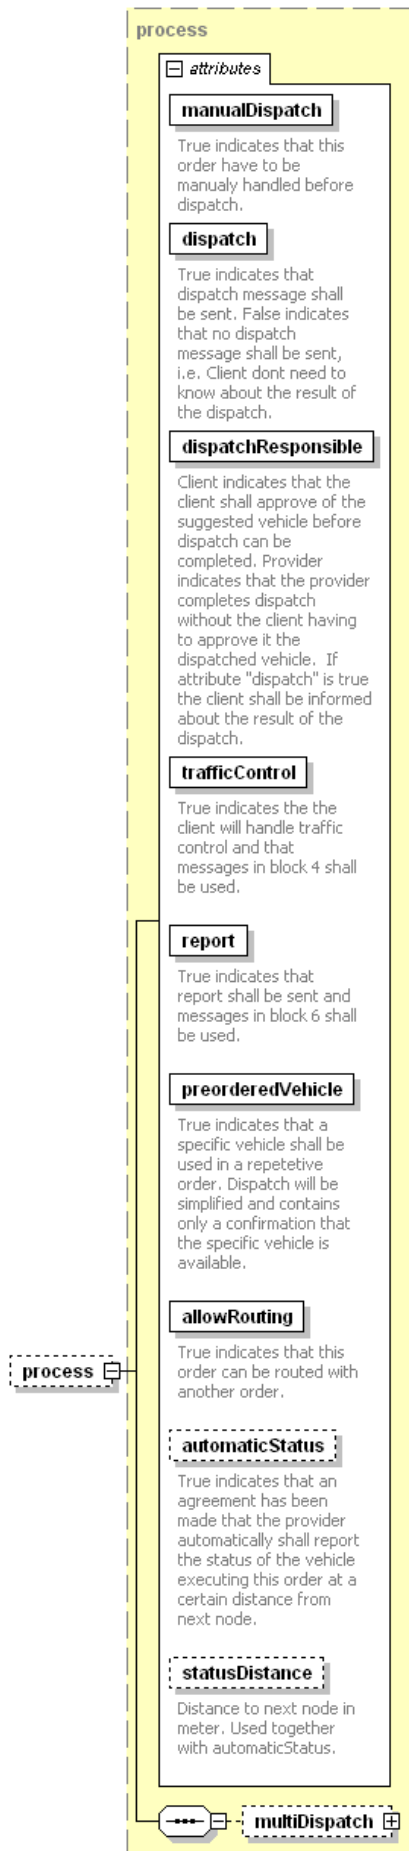 process
attributes
manualDispatch
True indicates that this
order have to be
manualy handled before
dispatch.
dispatch
True indicates that
dispatch message shall
be sent. False indicates
that no dispatch
message shall be sent,
i.e. Client dont need to
know about the result of
the dispatch.
dispatchResponsible
Client indicates that the
client shall approve of the
suggested vehicle before
dispatch can be
completed. Provider
indicates that the provider
completes dispatch
without the client having
to approve it the
dispatched vehicle.  If
attribute "dispatch" is true
the client shall be informed
about the result of the
dispatch.
trafficControl
True indicates the the
client will handle traffic
control and that
messages in block 4 shall
be used.
report
True indicates that
report shall be sent and
messages in block 6 shall
be used.
preorderedVehicle
True indicates that a
specific vehicle shall be
used in a repetetive
order. Dispatch will be
simplified and contains
only a confirmation that
the specific vehicle is
available.
allowRouting
True indicates that this
order can be routed with
another order.
process
automaticStatus
True indicates that an
agreement has been
made that the provider
automatically shall report
the status of the vehicle
executing this order at a
certain distance from
next node.
statusDistance
Distance to next node in
meter. Used together
with automaticStatus.
multiDispatch